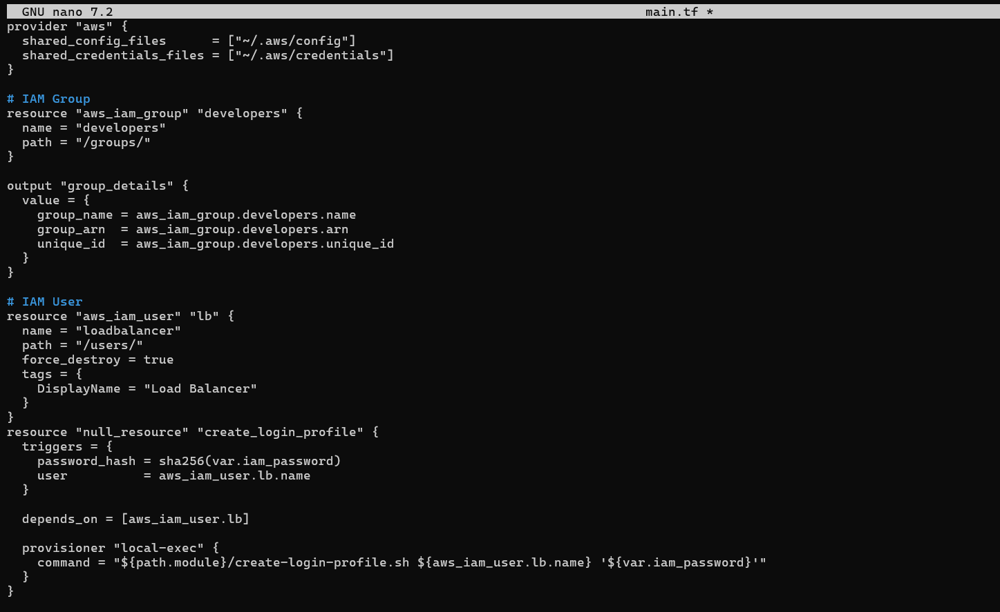 GNU nano 7.2 main.tf *
provider "aws" {
  shared_config_files      = ["~/.aws/config"]
  shared_credentials_files = ["~/.aws/credentials"]
}

# IAM Group
resource "aws_iam_group" "developers" {
  name = "developers"
  path = "/groups/"
}

output "group_details" {
  value = {
    group_name = aws_iam_group.developers.name
    group_arn  = aws_iam_group.developers.arn
    unique_id  = aws_iam_group.developers.unique_id
  }
}

# IAM User
resource "aws_iam_user" "lb" {
  name = "loadbalancer"
  path = "/users/"
  force_destroy = true
  tags = {
    DisplayName = "Load Balancer"
  }
}
resource "null_resource" "create_login_profile" {
  triggers = {
    password_hash = sha256(var.iam_password)
    user          = aws_iam_user.lb.name
  }

  depends_on = [aws_iam_user.lb]

  provisioner "local-exec" {
    command = "${path.module}/create-login-profile.sh ${aws_iam_user.lb.name} '${var.iam_password}'"
  }
}